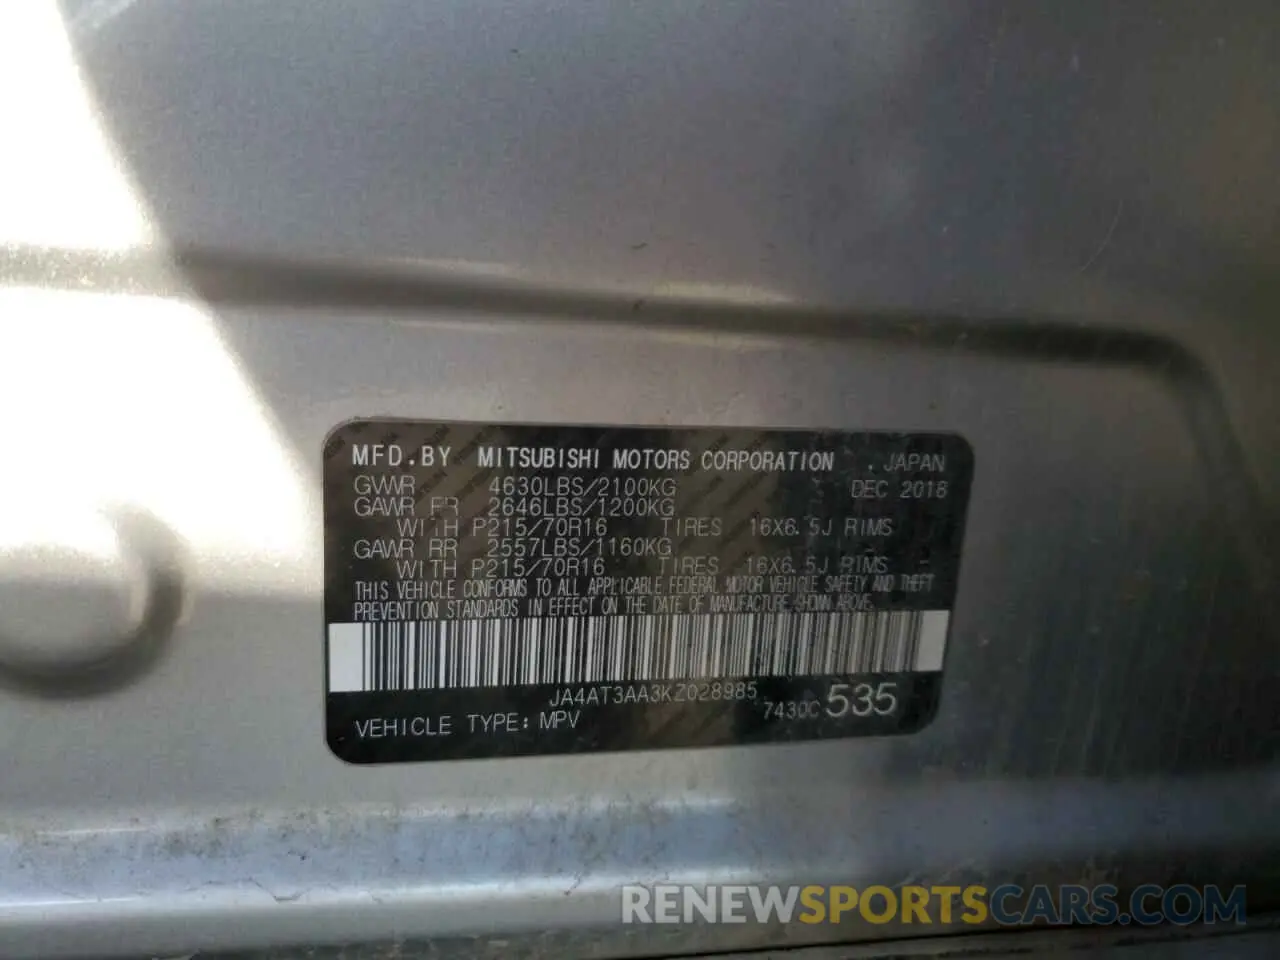 MFD.BY MITSUBISHI MOTORS CORPORATION . JAPAN
GVWR 4630LBS/2100KG DEC 2018
GAWR FR 2646LBS/1200KG
WITH P215/70R16 TIRES 16X6.5J RIMS
GAWR RR 2557LBS/1160KG
WITH P215/70R16 TIRES 16X6.5J RIMS
THIS VEHICLE CONFORMS TO ALL APPLICABLE FEDERAL MOTOR VEHICLE SAFETY AND THEFT
PREVENTION STANDARDS IN EFFECT ON THE DATE OF MANUFACTURE SHOWN ABOVE.
JA4AT3AA3KZ028985
7430C 535
VEHICLE TYPE: MPV
RENEWSPORTSCARS.COM